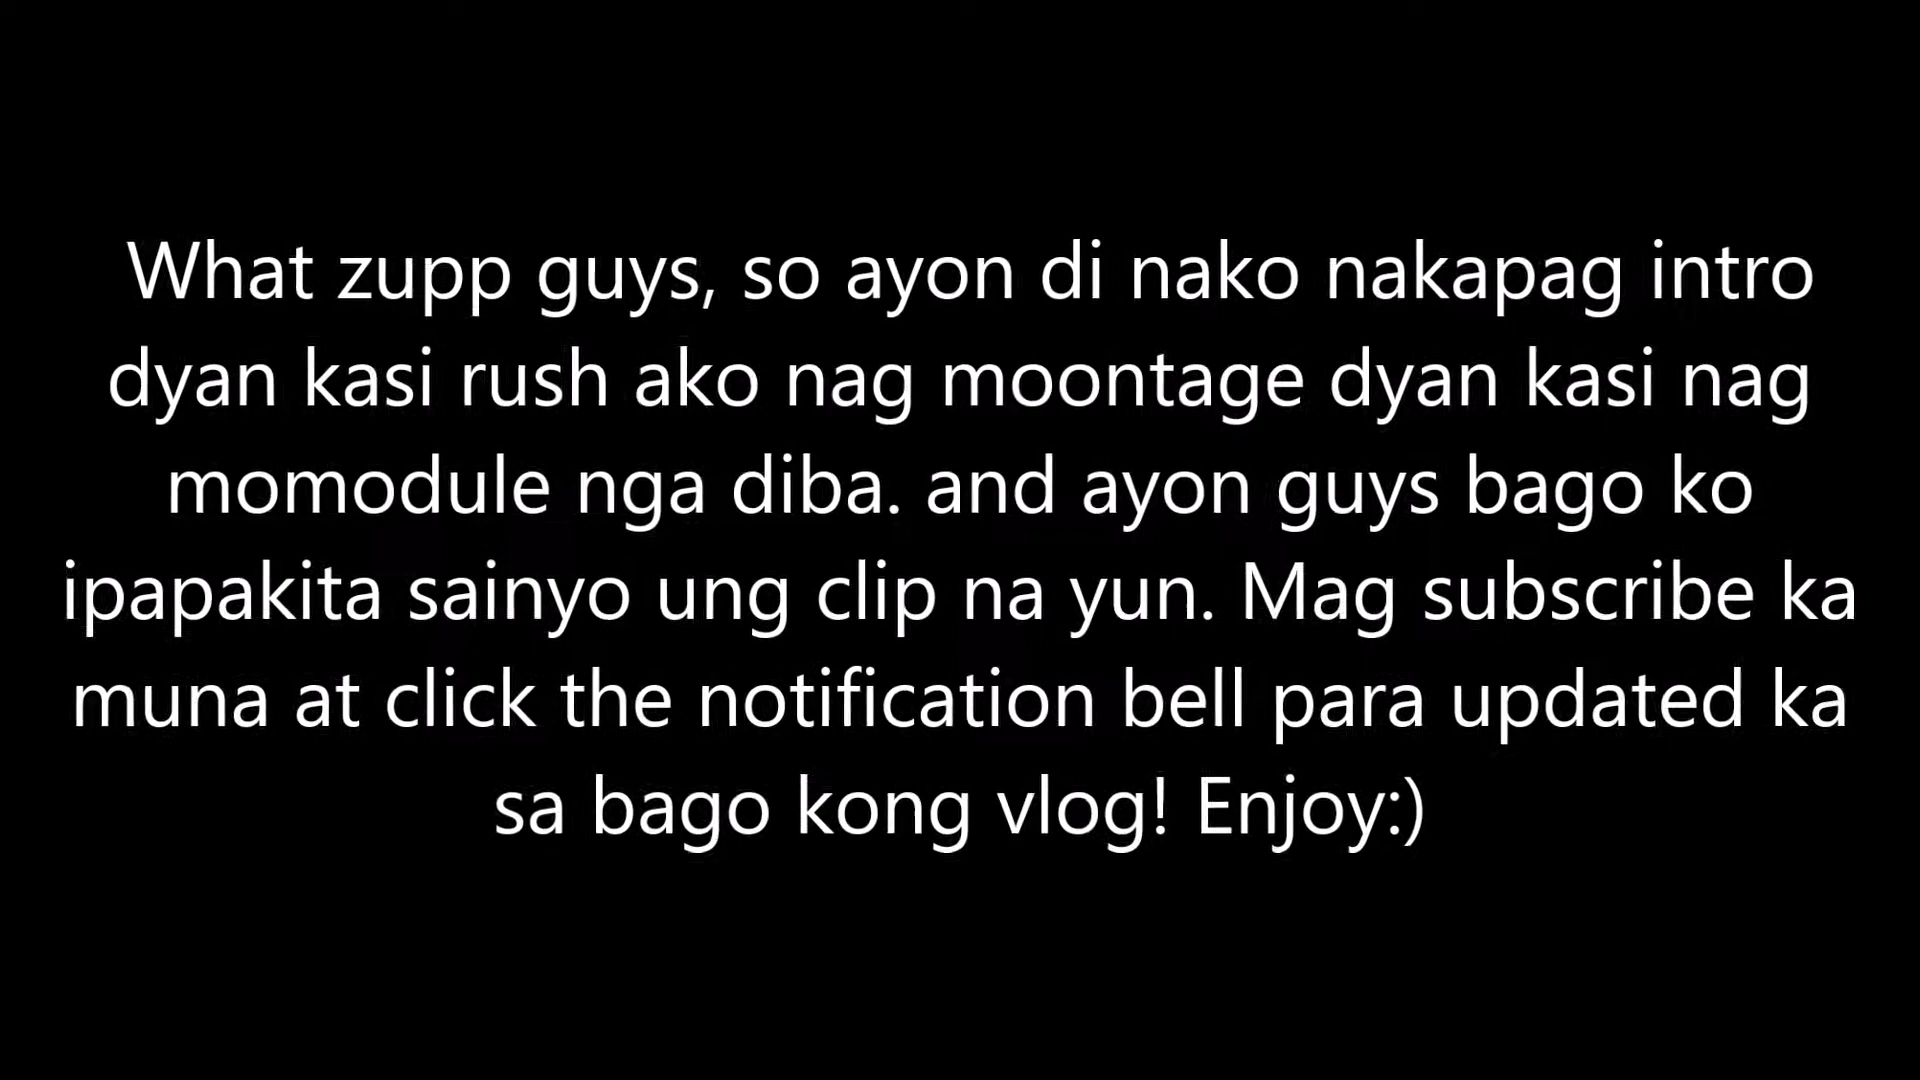 What zupp guys, so ayon di nako nakapag intro
dyan kasi rush ako nag moontage dyan kasi nag
momodule nga diba. and ayon guys bago ko
ipapakita sainyo ung clip na yun. Mag subscribe ka
muna at click the notification bell para updated ka
sa bago kong vlog! Enjoy:)